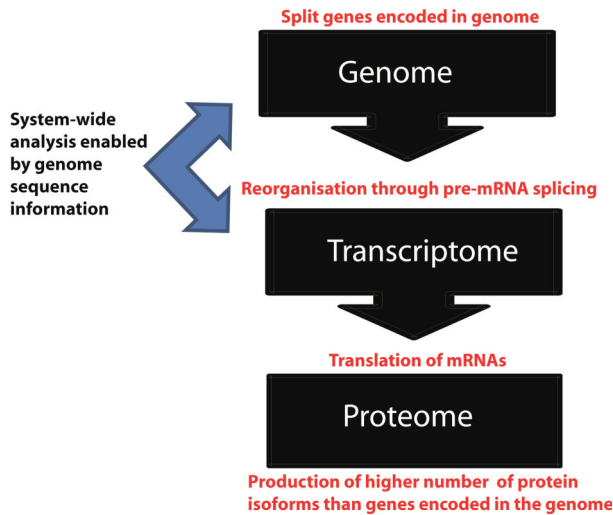 Split genes encoded in genome
Genome
System-wide
analysis enabled
by genome
sequence
information
Reorganisation through pre-mRNA splicing
Transcriptome
Translation of mRNAs
Proteome
Production of higher number of protein
isoforms than genes encoded in the genome